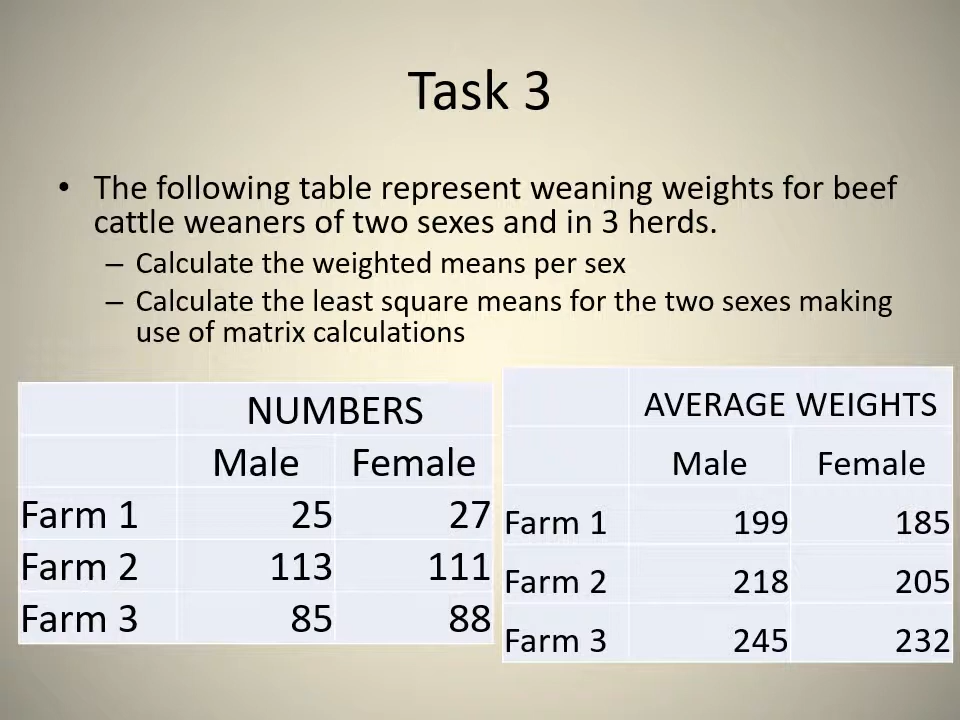 Task 3
• The following table represent weaning weights for beef
cattle weaners of two sexes and in 3 herds.
– Calculate the weighted means per sex
– Calculate the least square means for the two sexes making
use of matrix calculations
NUMBERS
Male Female
Farm 1 25 27
Farm 2 113 111
Farm 3 85 88
AVERAGE WEIGHTS
Male Female
Farm 1 199 185
Farm 2 218 205
Farm 3 245 232